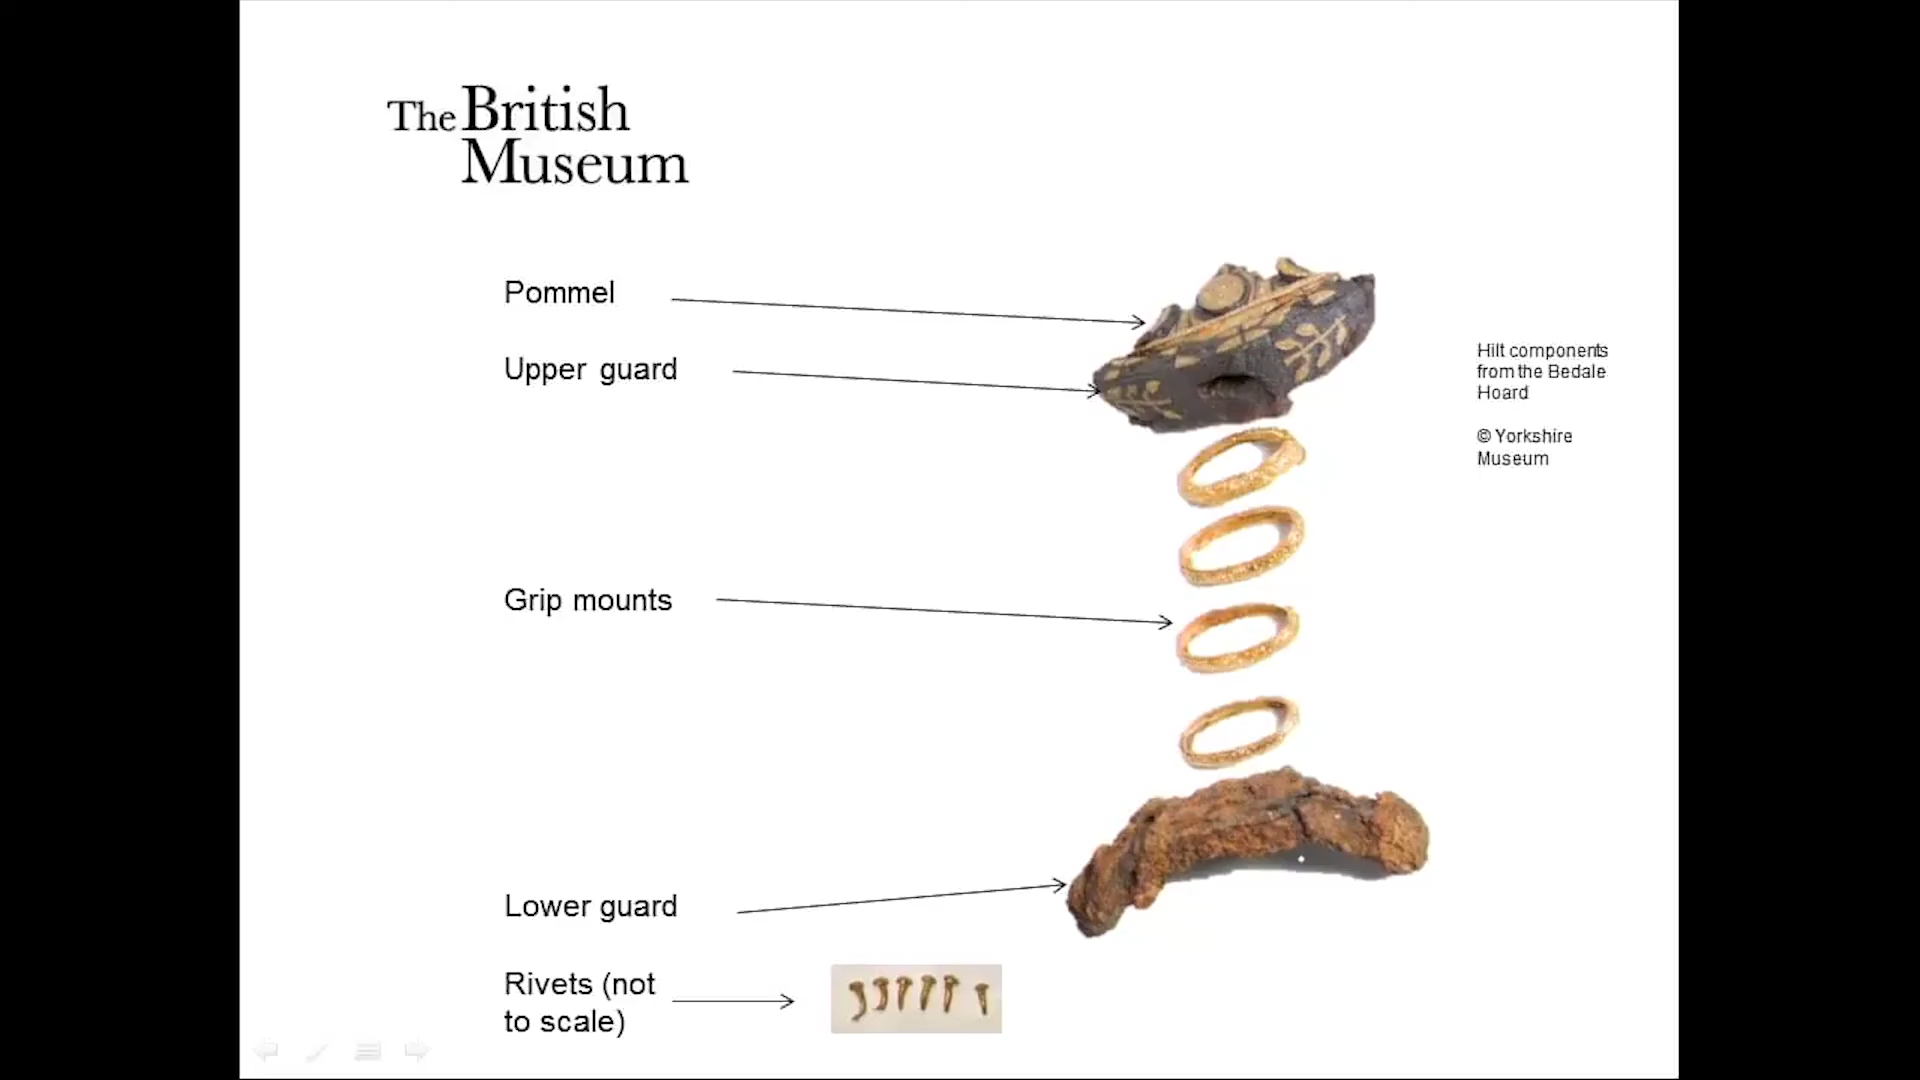 The British
Museum
Pommel
Upper guard
Hilt components
from the Bedale
Hoard
© Yorkshire
Museum
Grip mounts
Lower guard
Rivets (not
to scale)